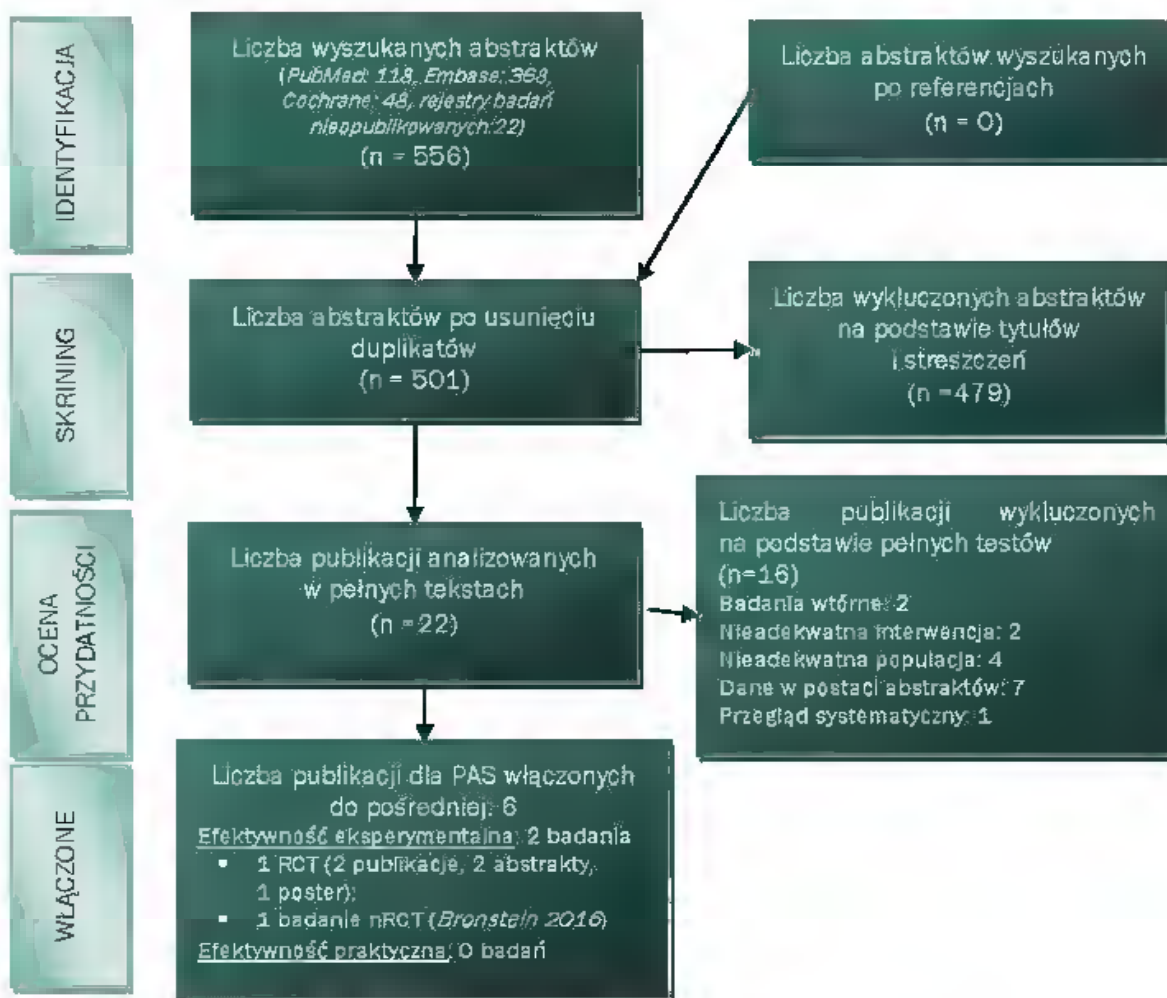 IDENTYFIKACJA
Liczba wyszukanych abstraktów
(PubMed: 118, Embase: 368,
Cochrane: 48, rejestry badań
nieopublikowanych:22)
(n = 556)
Liczba abstraktów wyszukanych
po referencjach
(n = 0)
SKRINING
Liczba abstraktów po usunięciu
duplikatów
(n = 501)
Liczba wykluczonych abstraktów
na podstawie tytułów
i streszczeń
(n =479)
OCENA
PRZYDATNOŚCI
Liczba publikacji analizowanych
w pełnych tekstach
(n =22)
Liczba publikacji wykluczonych
na podstawie pełnych testów
(n=16)
Badania wtórne: 2
Nieadekwatna interwencja: 2
Nieadekwatna populacja: 4
Dane w postaci abstraktów: 7
Przegląd systematyczny: 1
WŁĄCZONE
Liczba publikacji dla PAS włączonych
do pośredniej: 6
Efektywność eksperymentalna: 2 badania
▪ 1 RCT (2 publikacje, 2 abstrakty,
1 poster);
▪ 1 badanie nRCT (Bronstein 2016)
Efektywność praktyczna: 0 badań